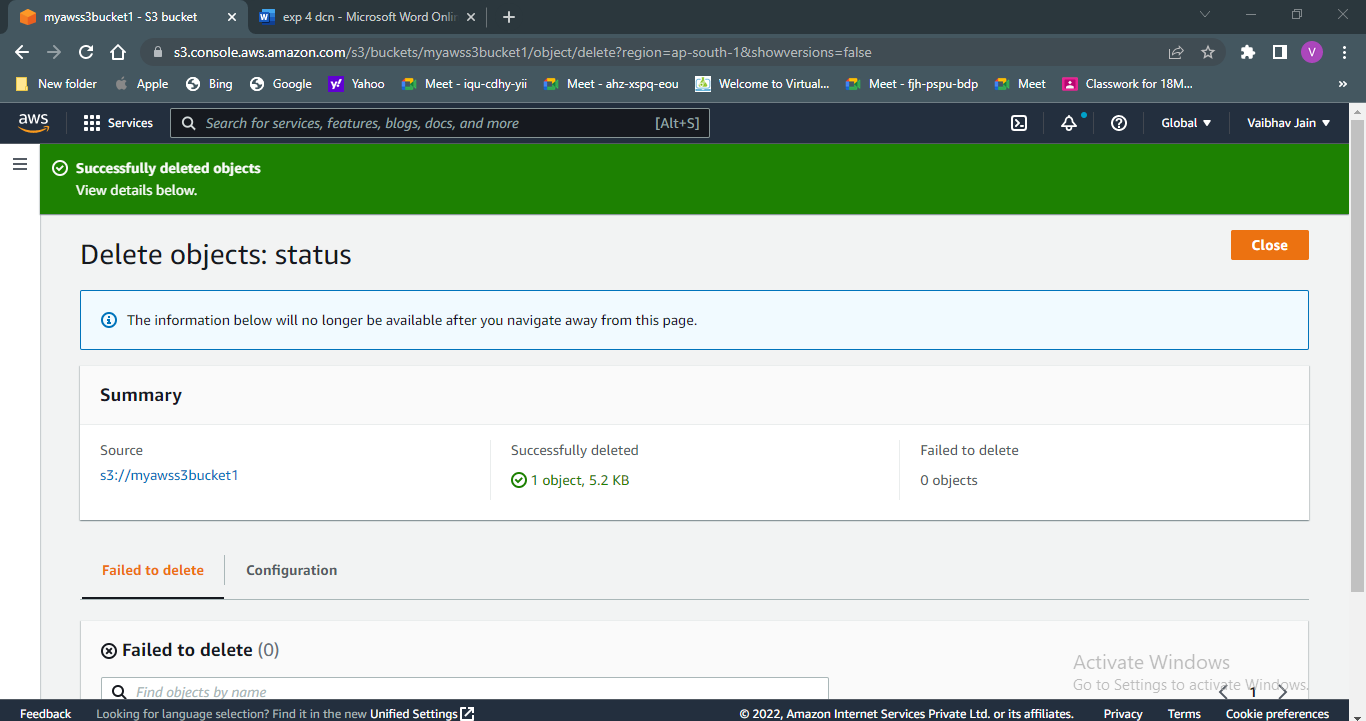 myawss3bucket1 - S3 bucket
exp 4 dcn - Microsoft Word Onlin
s3.console.aws.amazon.com/s3/buckets/myawss3bucket1/object/delete?region=ap-south-1&showversions=false
V
New folder Apple Bing Google Yahoo Meet - iqu-cdhy-yii Meet - ahz-xspq-eou Welcome to Virtual... Meet - fjh-pspu-bdp Meet Classwork for 18M... »
aws Services Search for services, features, blogs, docs, and more [Alt+S] Global Vaibhav Jain
Successfully deleted objects
View details below.
Delete objects: status
Close
The information below will no longer be available after you navigate away from this page.
Summary
Source
s3://myawss3bucket1
Successfully deleted
1 object, 5.2 KB
Failed to delete
0 objects
Failed to delete Configuration
Failed to delete (0)
Find objects by name
1
Activate Windows
Go to Settings to activate Windows.
Feedback Looking for language selection? Find it in the new Unified Settings © 2022, Amazon Internet Services Private Ltd. or its affiliates. Privacy Terms Cookie preferences